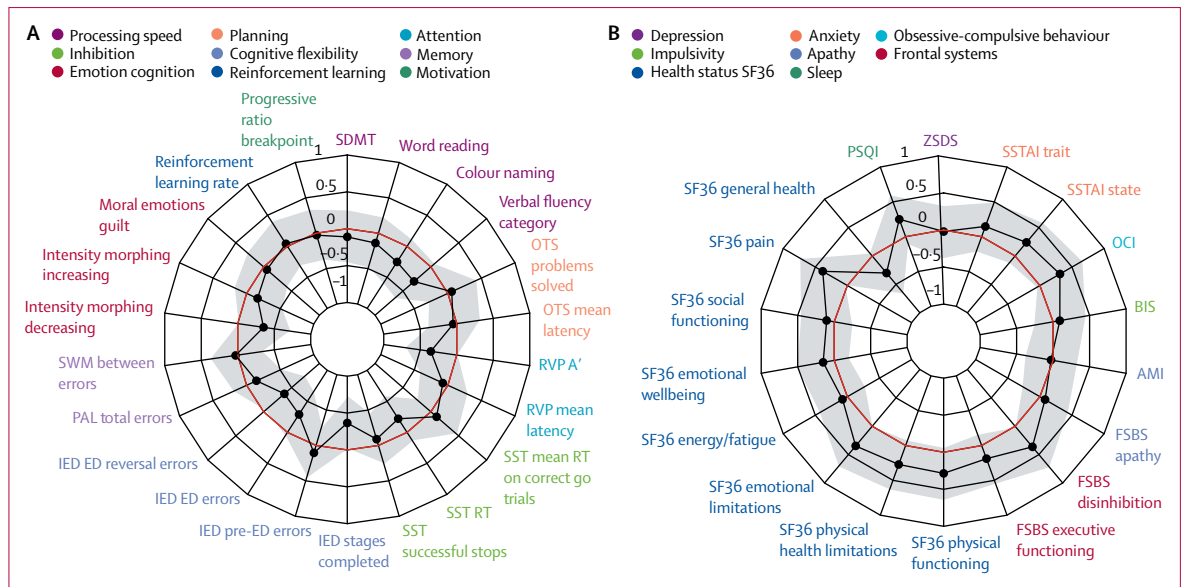 A
Processing speed
Planning
Attention
Inhibition
Cognitive flexibility
Memory
Emotion cognition
Reinforcement learning
Motivation
Progressive
ratio
breakpoint
1
0·5
0
–0·5
–1
SDMT
Word reading
Colour naming
Verbal fluency
category
OTS
problems
solved
OTS mean
latency
RVP A′
RVP mean
latency
SST mean RT
on correct go
trials
SST RT
SST
successful stops
IED stages
completed
IED pre-ED errors
IED ED errors
IED ED reversal errors
PAL total errors
SWM between
errors
Intensity morphing
decreasing
Intensity morphing
increasing
Moral emotions
guilt
Reinforcement
learning rate
B
Depression
Anxiety
Obsessive-compulsive behaviour
Impulsivity
Apathy
Frontal systems
Health status SF36
Sleep
PSQI
1
0·5
0
–0·5
–1
ZSDS
SSTAI trait
SSTAI state
OCI
BIS
AMI
FSBS
apathy
FSBS
disinhibition
FSBS executive
functioning
SF36 physical
functioning
SF36 physical
health limitations
SF36 emotional
limitations
SF36 energy/fatigue
SF36 emotional
wellbeing
SF36 social
functioning
SF36 pain
SF36 general health